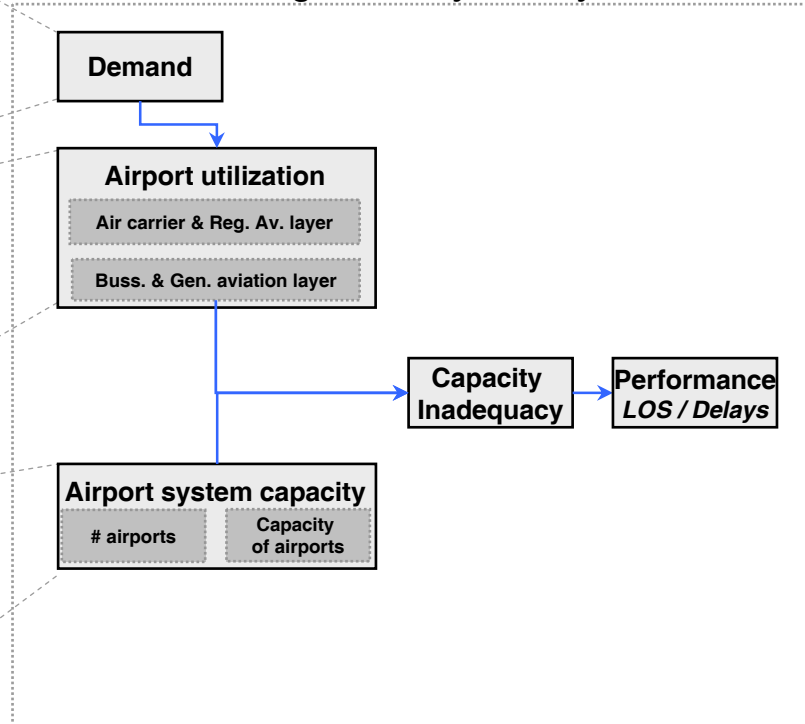 Demand
Airport utilization
Air carrier & Reg. Av. layer
Buss. & Gen. aviation layer
Capacity
Inadequacy
Performance
LOS / Delays
Airport system capacity
# airports
Capacity
of airports